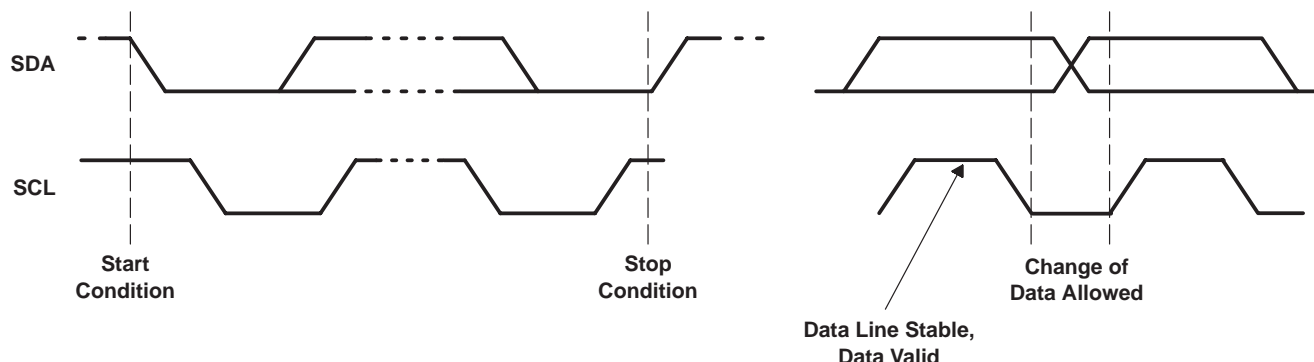 SDA
SCL
Start
Condition
Stop
Condition
Change of
Data Allowed
Data Line Stable,
Data Valid